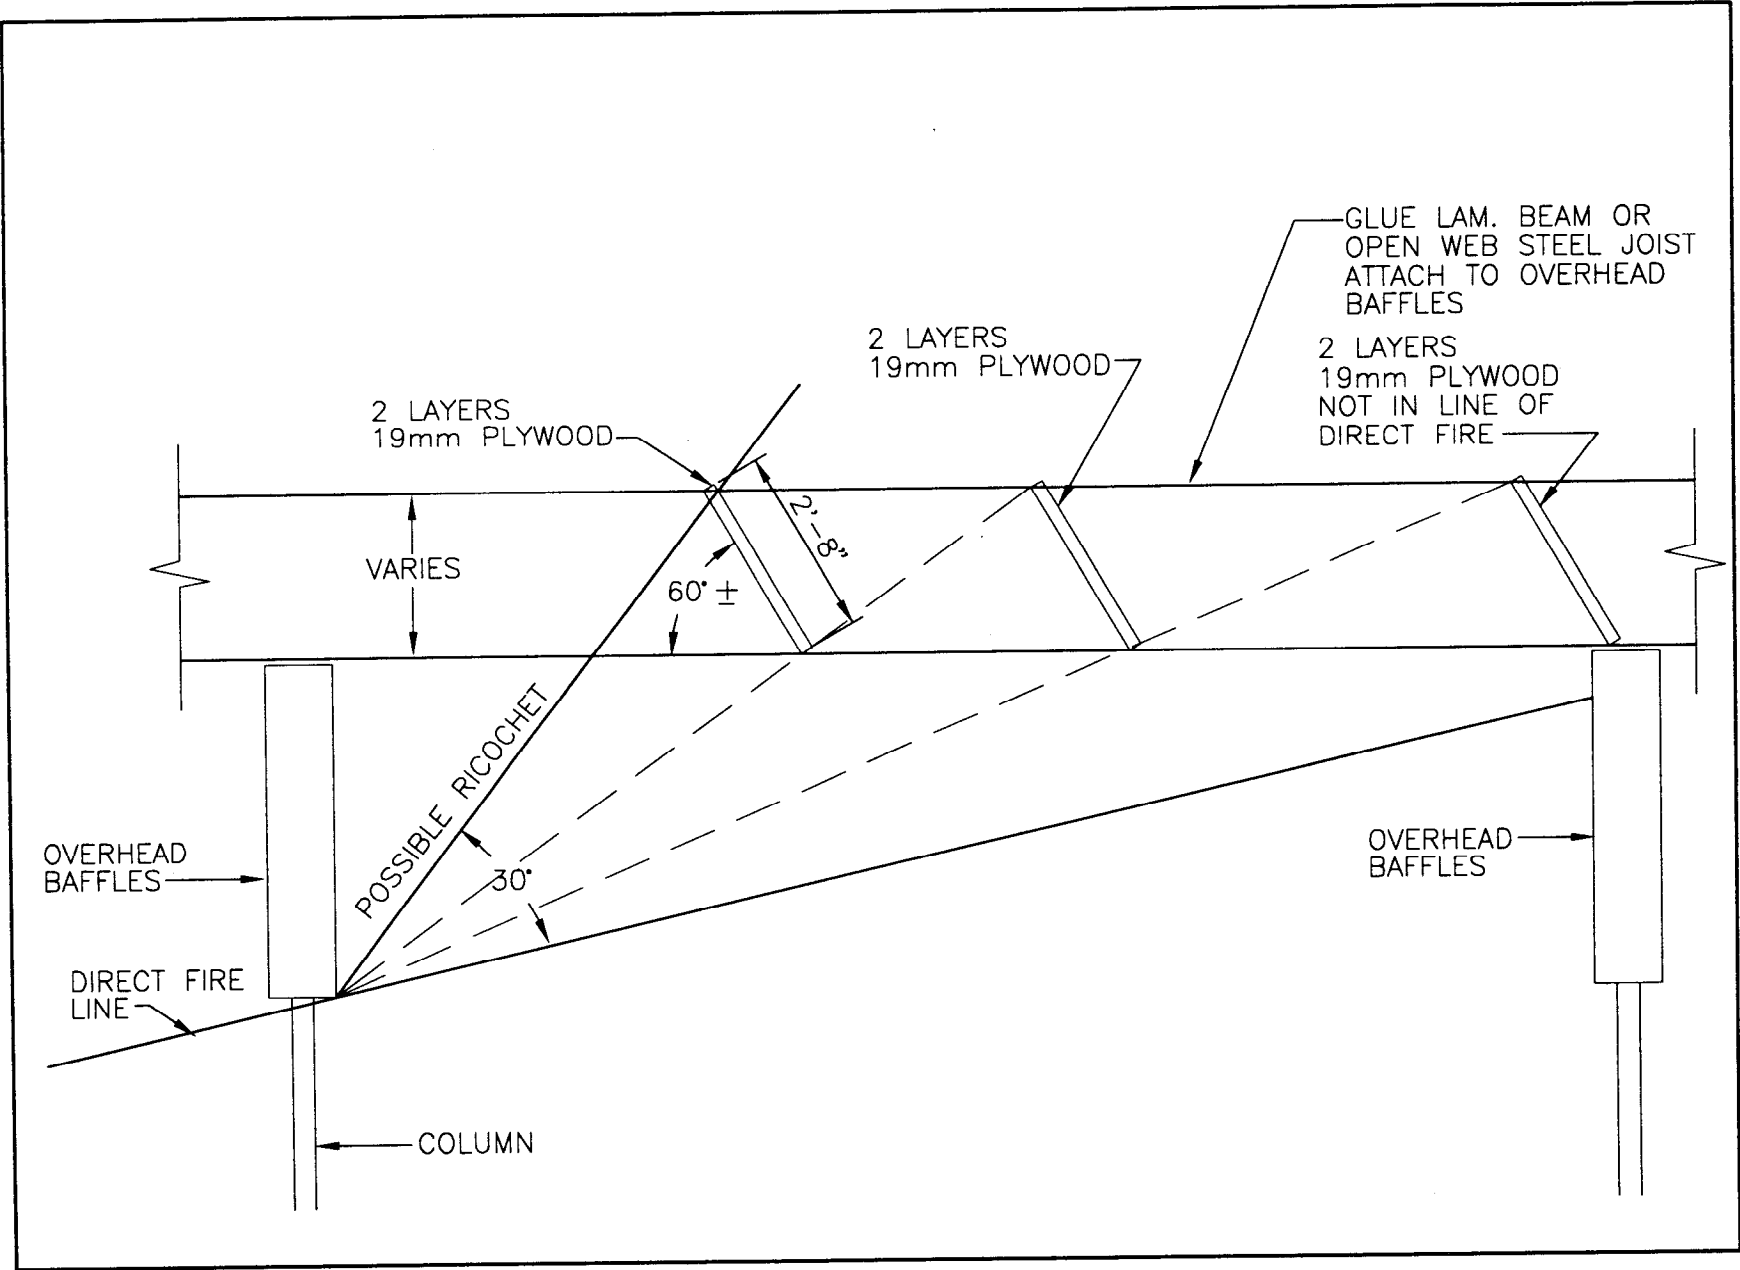 GLUE LAM. BEAM OR
OPEN WEB STEEL JOIST
ATTACH TO OVERHEAD
BAFFLES
2 LAYERS
19mm PLYWOOD
2 LAYERS
19mm PLYWOOD
NOT IN LINE OF
DIRECT FIRE
2 LAYERS
19mm PLYWOOD
2'-8"
VARIES
60° ±
POSSIBLE RICOCHET
30°
OVERHEAD
BAFFLES
OVERHEAD
BAFFLES
DIRECT FIRE
LINE
COLUMN